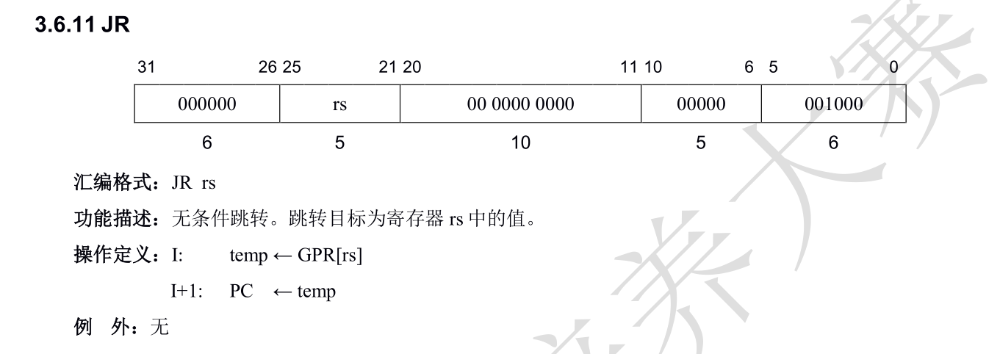 3.6.11 JR
31 26 25 21 20 11 10 6 5 0
000000 rs 00 0000 0000 00000 001000
6 5 10 5 6
汇编格式：JR rs
功能描述：无条件跳转。跳转目标为寄存器 rs 中的值。
操作定义：I: temp ← GPR[rs]
I+1: PC ← temp
例 外：无
养大赛